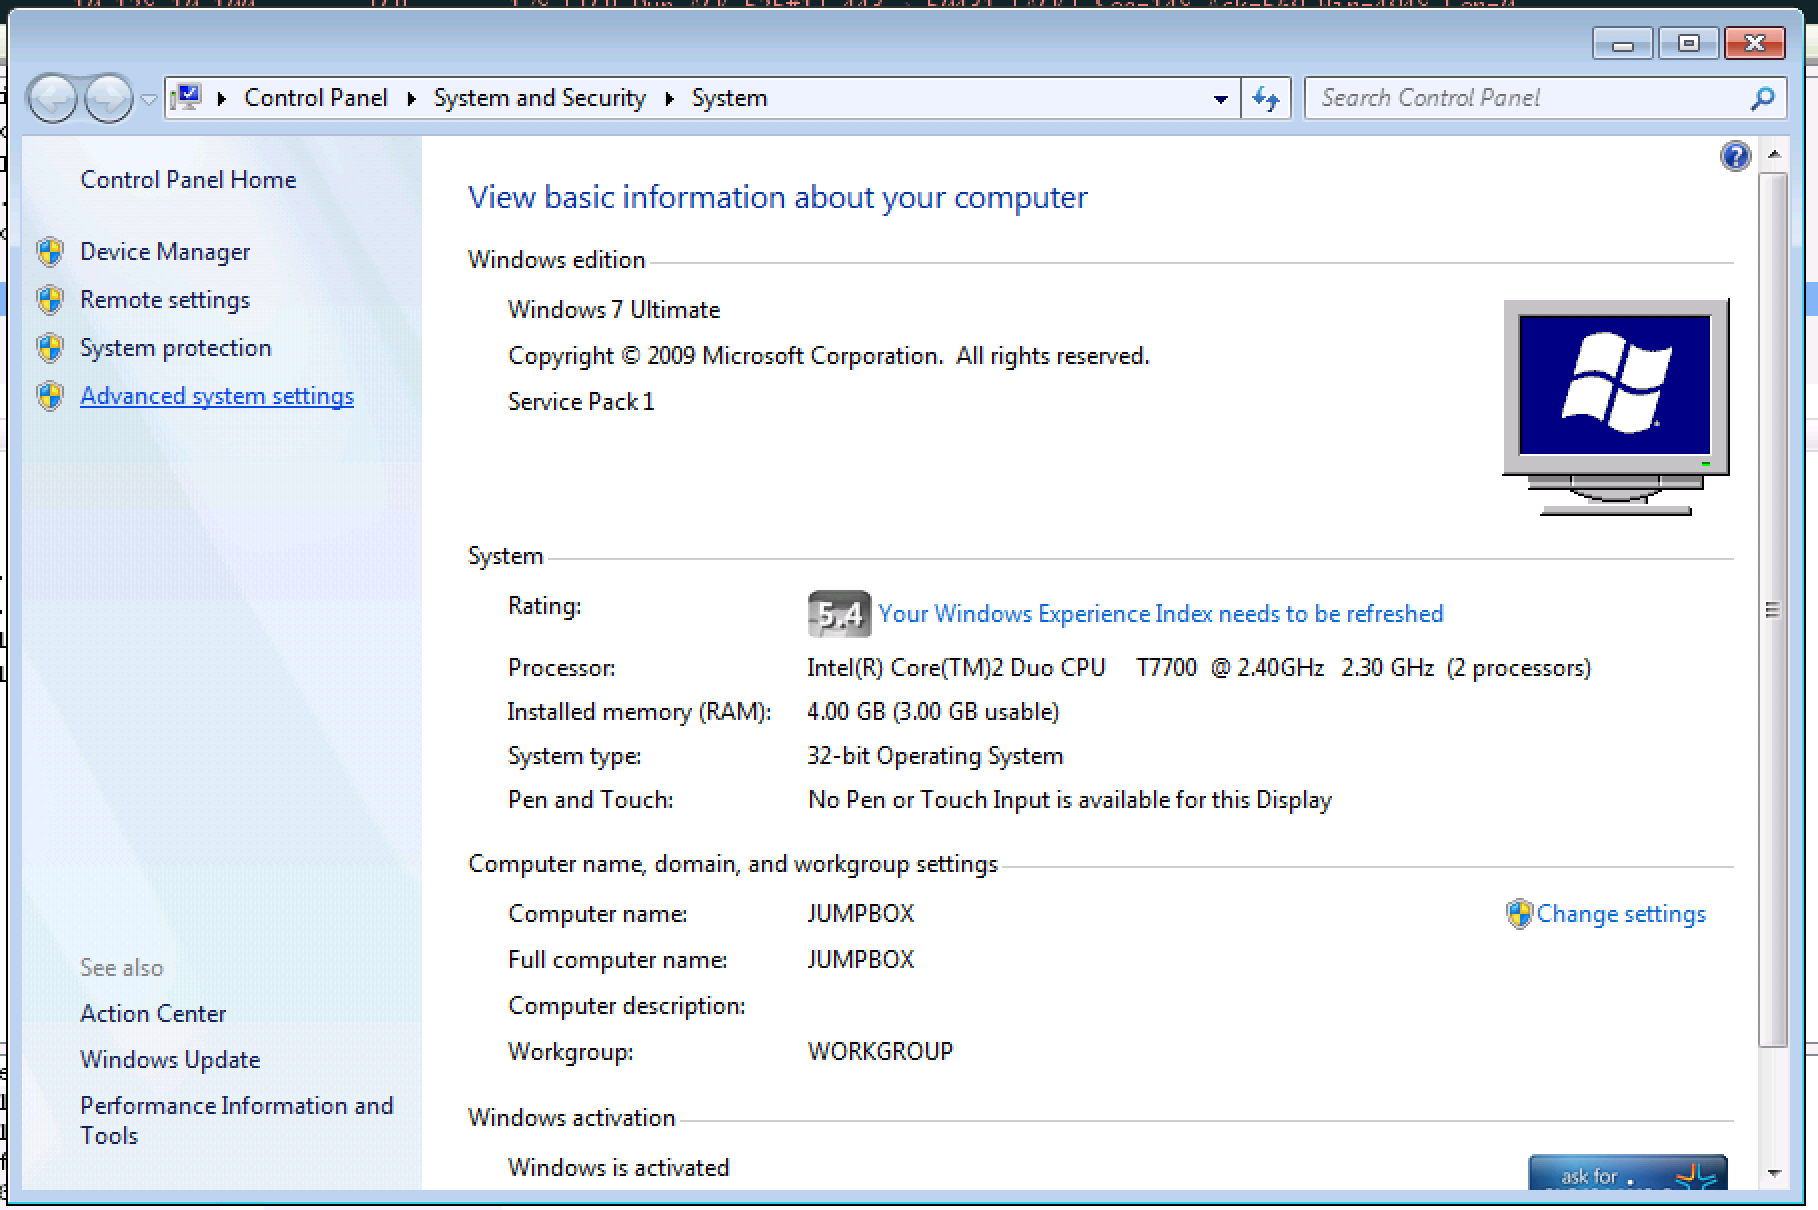 Control Panel
System and Security
System
Search Control Panel
Control Panel Home
Device Manager
Remote settings
System protection
Advanced system settings
See also
Action Center
Windows Update
Performance Information and
Tools
View basic information about your computer
Windows edition
Windows 7 Ultimate
Copyright © 2009 Microsoft Corporation. All rights reserved.
Service Pack 1
System
Rating: 5.4 Your Windows Experience Index needs to be refreshed
Processor: Intel(R) Core(TM)2 Duo CPU T7700 @ 2.40GHz 2.30 GHz (2 processors)
Installed memory (RAM): 4.00 GB (3.00 GB usable)
System type: 32-bit Operating System
Pen and Touch: No Pen or Touch Input is available for this Display
Computer name, domain, and workgroup settings
Computer name: JUMPBOX Change settings
Full computer name: JUMPBOX
Computer description:
Workgroup: WORKGROUP
Windows activation
Windows is activated
ask for